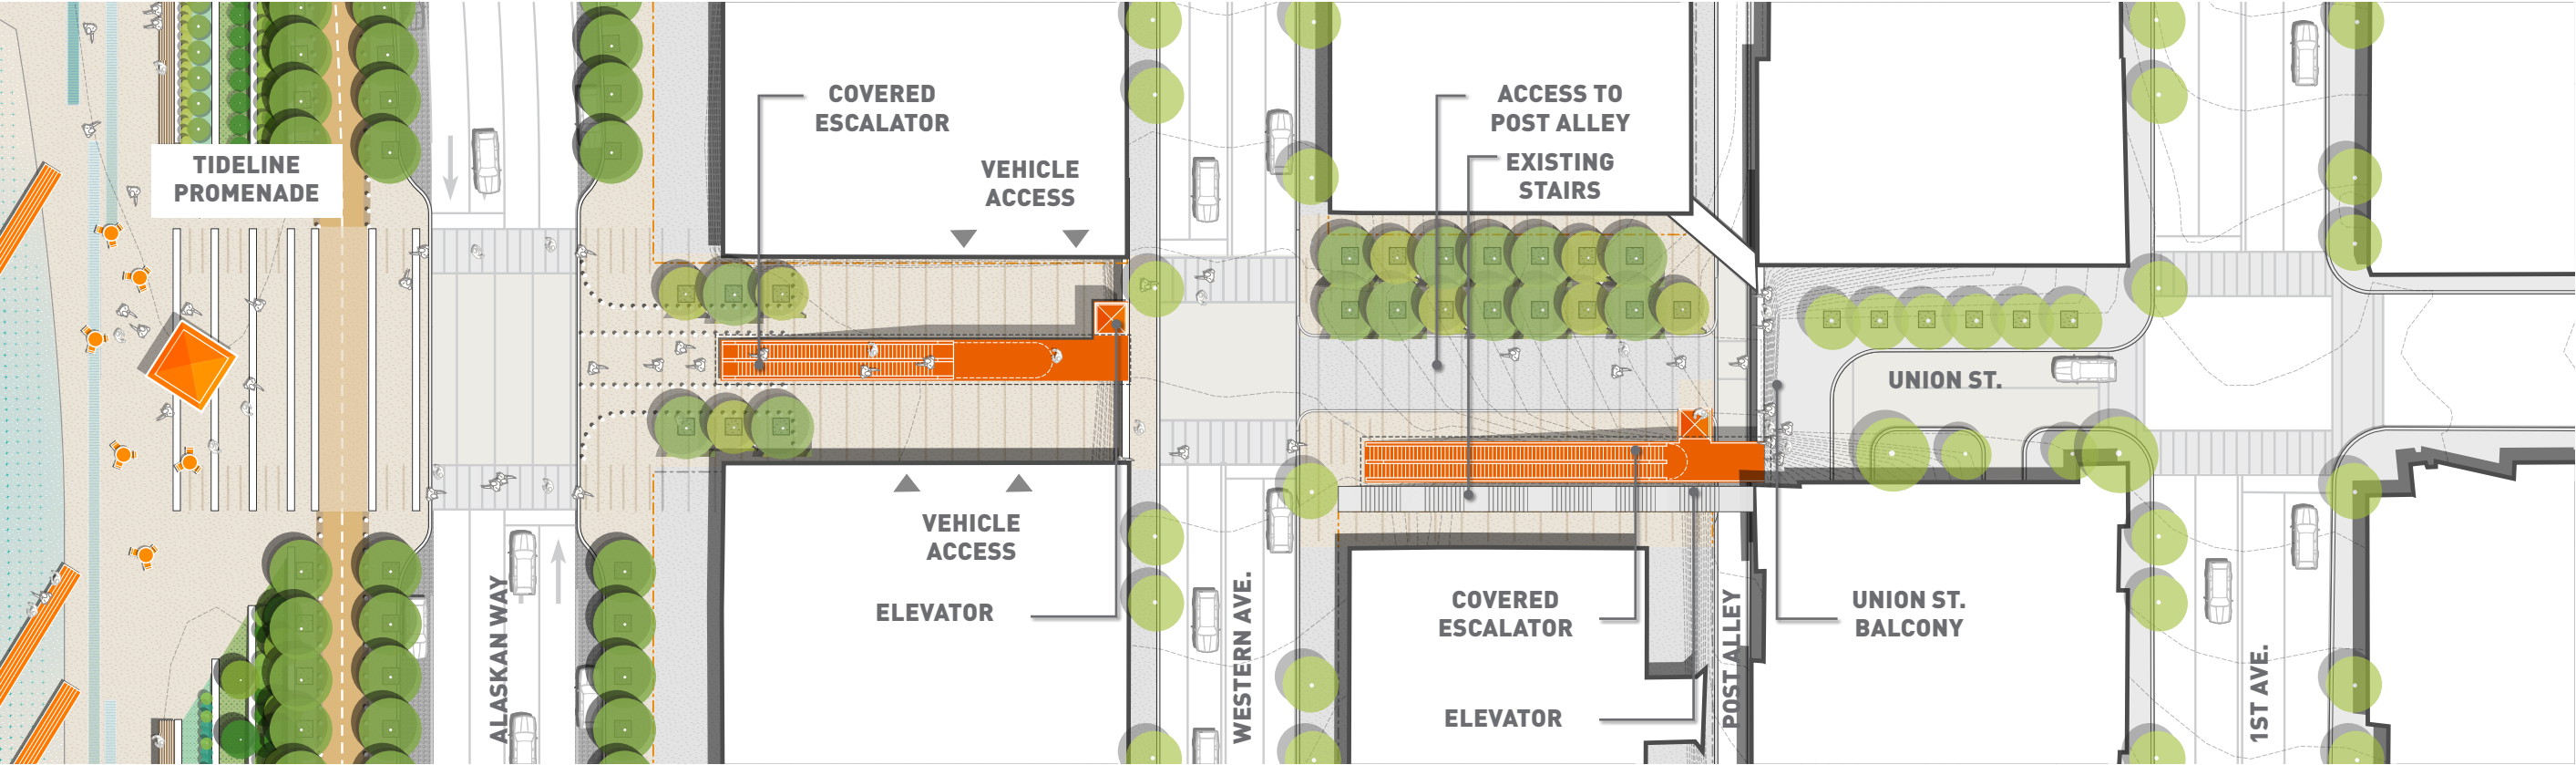 TIDELINE
PROMENADE
COVERED
ESCALATOR
VEHICLE
ACCESS
ACCESS TO
POST ALLEY
EXISTING
STAIRS
UNION ST.
VEHICLE
ACCESS
ELEVATOR
ALASKAN WAY
WESTERN AVE.
COVERED
ESCALATOR
ELEVATOR
POST ALLEY
UNION ST.
BALCONY
1ST AVE.